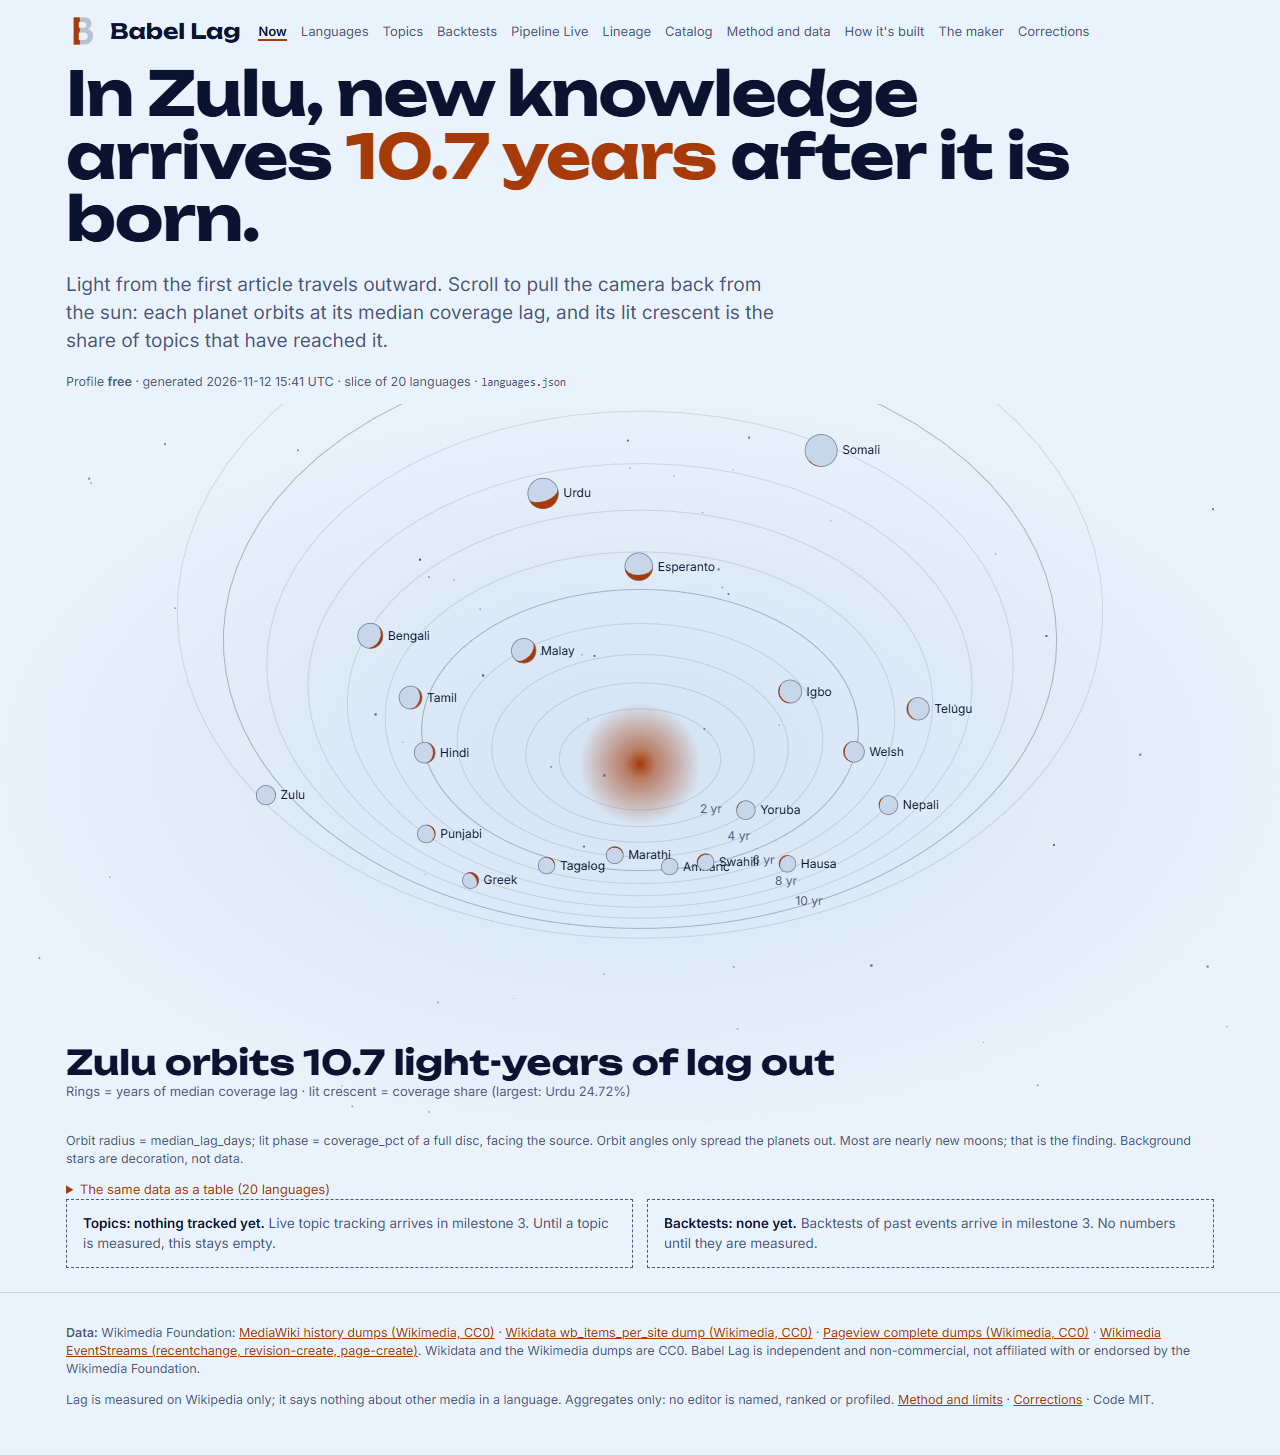 B Babel Lag Now Languages Topics Backtests Pipeline Live Lineage Catalog Method and data How it's built The maker Corrections
In Zulu, new knowledge
arrives 10.7 years after it is
born.
Light from the first article travels outward. Scroll to pull the camera back from
the sun: each planet orbits at its median coverage lag, and its lit crescent is the
share of topics that have reached it.
Profile free · generated 2026-11-12 15:41 UTC · slice of 20 languages · languages.json
Somali
Urdu
Esperanto
Bengali
Malay
Igbo
Tamil
Telugu
Hindi
Welsh
Zulu
2 yr
Yoruba
Nepali
Punjabi
4 yr
Marathi
Swahili
6 yr
Tagalog
Amharic
Hausa
Greek
8 yr
10 yr
Zulu orbits 10.7 light-years of lag out
Rings = years of median coverage lag · lit crescent = coverage share (largest: Urdu 24.72%)
Orbit radius = median_lag_days; lit phase = coverage_pct of a full disc, facing the source. Orbit angles only spread the planets out. Most are nearly new moons; that is the finding. Background
stars are decoration, not data.
▶ The same data as a table (20 languages)
Topics: nothing tracked yet. Live topic tracking arrives in milestone 3. Until a topic
is measured, this stays empty.
Backtests: none yet. Backtests of past events arrive in milestone 3. No numbers
until they are measured.
Data: Wikimedia Foundation: MediaWiki history dumps (Wikimedia, CC0) · Wikidata wb_items_per_site dump (Wikimedia, CC0) · Pageview complete dumps (Wikimedia, CC0) · Wikimedia
EventStreams (recentchange, revision-create, page-create). Wikidata and the Wikimedia dumps are CC0. Babel Lag is independent and non-commercial, not affiliated with or endorsed by the
Wikimedia Foundation.
Lag is measured on Wikipedia only; it says nothing about other media in a language. Aggregates only: no editor is named, ranked or profiled. Method and limits · Corrections · Code MIT.